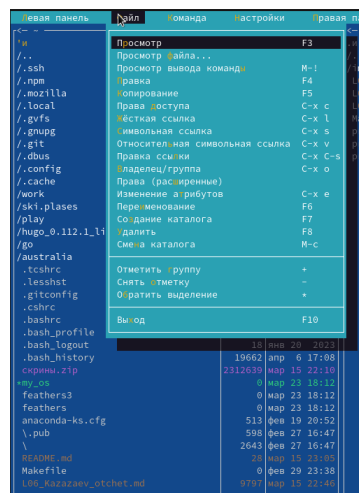 Левая панель Файл Команда Настройки Правая п
<— ~
'и
/..
/.ssh
/.npm
/.mozilla
/.local
/.gvfs
/.gnupg
/.git
/.dbus
/.config
/.cache
/work
/ski.plases
/play
/hugo_0.112.1_li
/go
/australia
.tcshrc
.lesshst
.gitconfig
.cshrc
.bashrc
.bash_profile
.bash_logout 18 янв 20 2023
.bash_history 19662 апр 6 17:08
скрины.zip 2312639 мар 15 22:10
*my_os 0 мар 23 18:12
feathers3 0 мар 23 18:12
feathers 0 мар 23 18:12
anaconda-ks.cfg 513 фев 19 20:52
\.pub 598 фев 27 16:47
\ 2643 фев 27 16:47
README.md 28 мар 15 23:05
Makefile 0 фев 29 23:38
L06_Kazazaev_otchet.md 9797 мар 15 22:46
Просмотр F3
Просмотр файла...
Просмотр вывода команды M-!
Правка F4
Копирование F5
Права доступа C-x c
Жёсткая ссылка C-x l
Символьная ссылка C-x s
Относительная символьная ссылка C-x v
Правка ссылки C-x C-s
Владелец/группа C-x o
Права (расширенные)
Изменение атрибутов C-x e
Переименование F6
Создание каталога F7
Удалить F8
Смена каталога M-c
Отметить группу +
Снять отметку -
Обратить выделение *
Выход F10